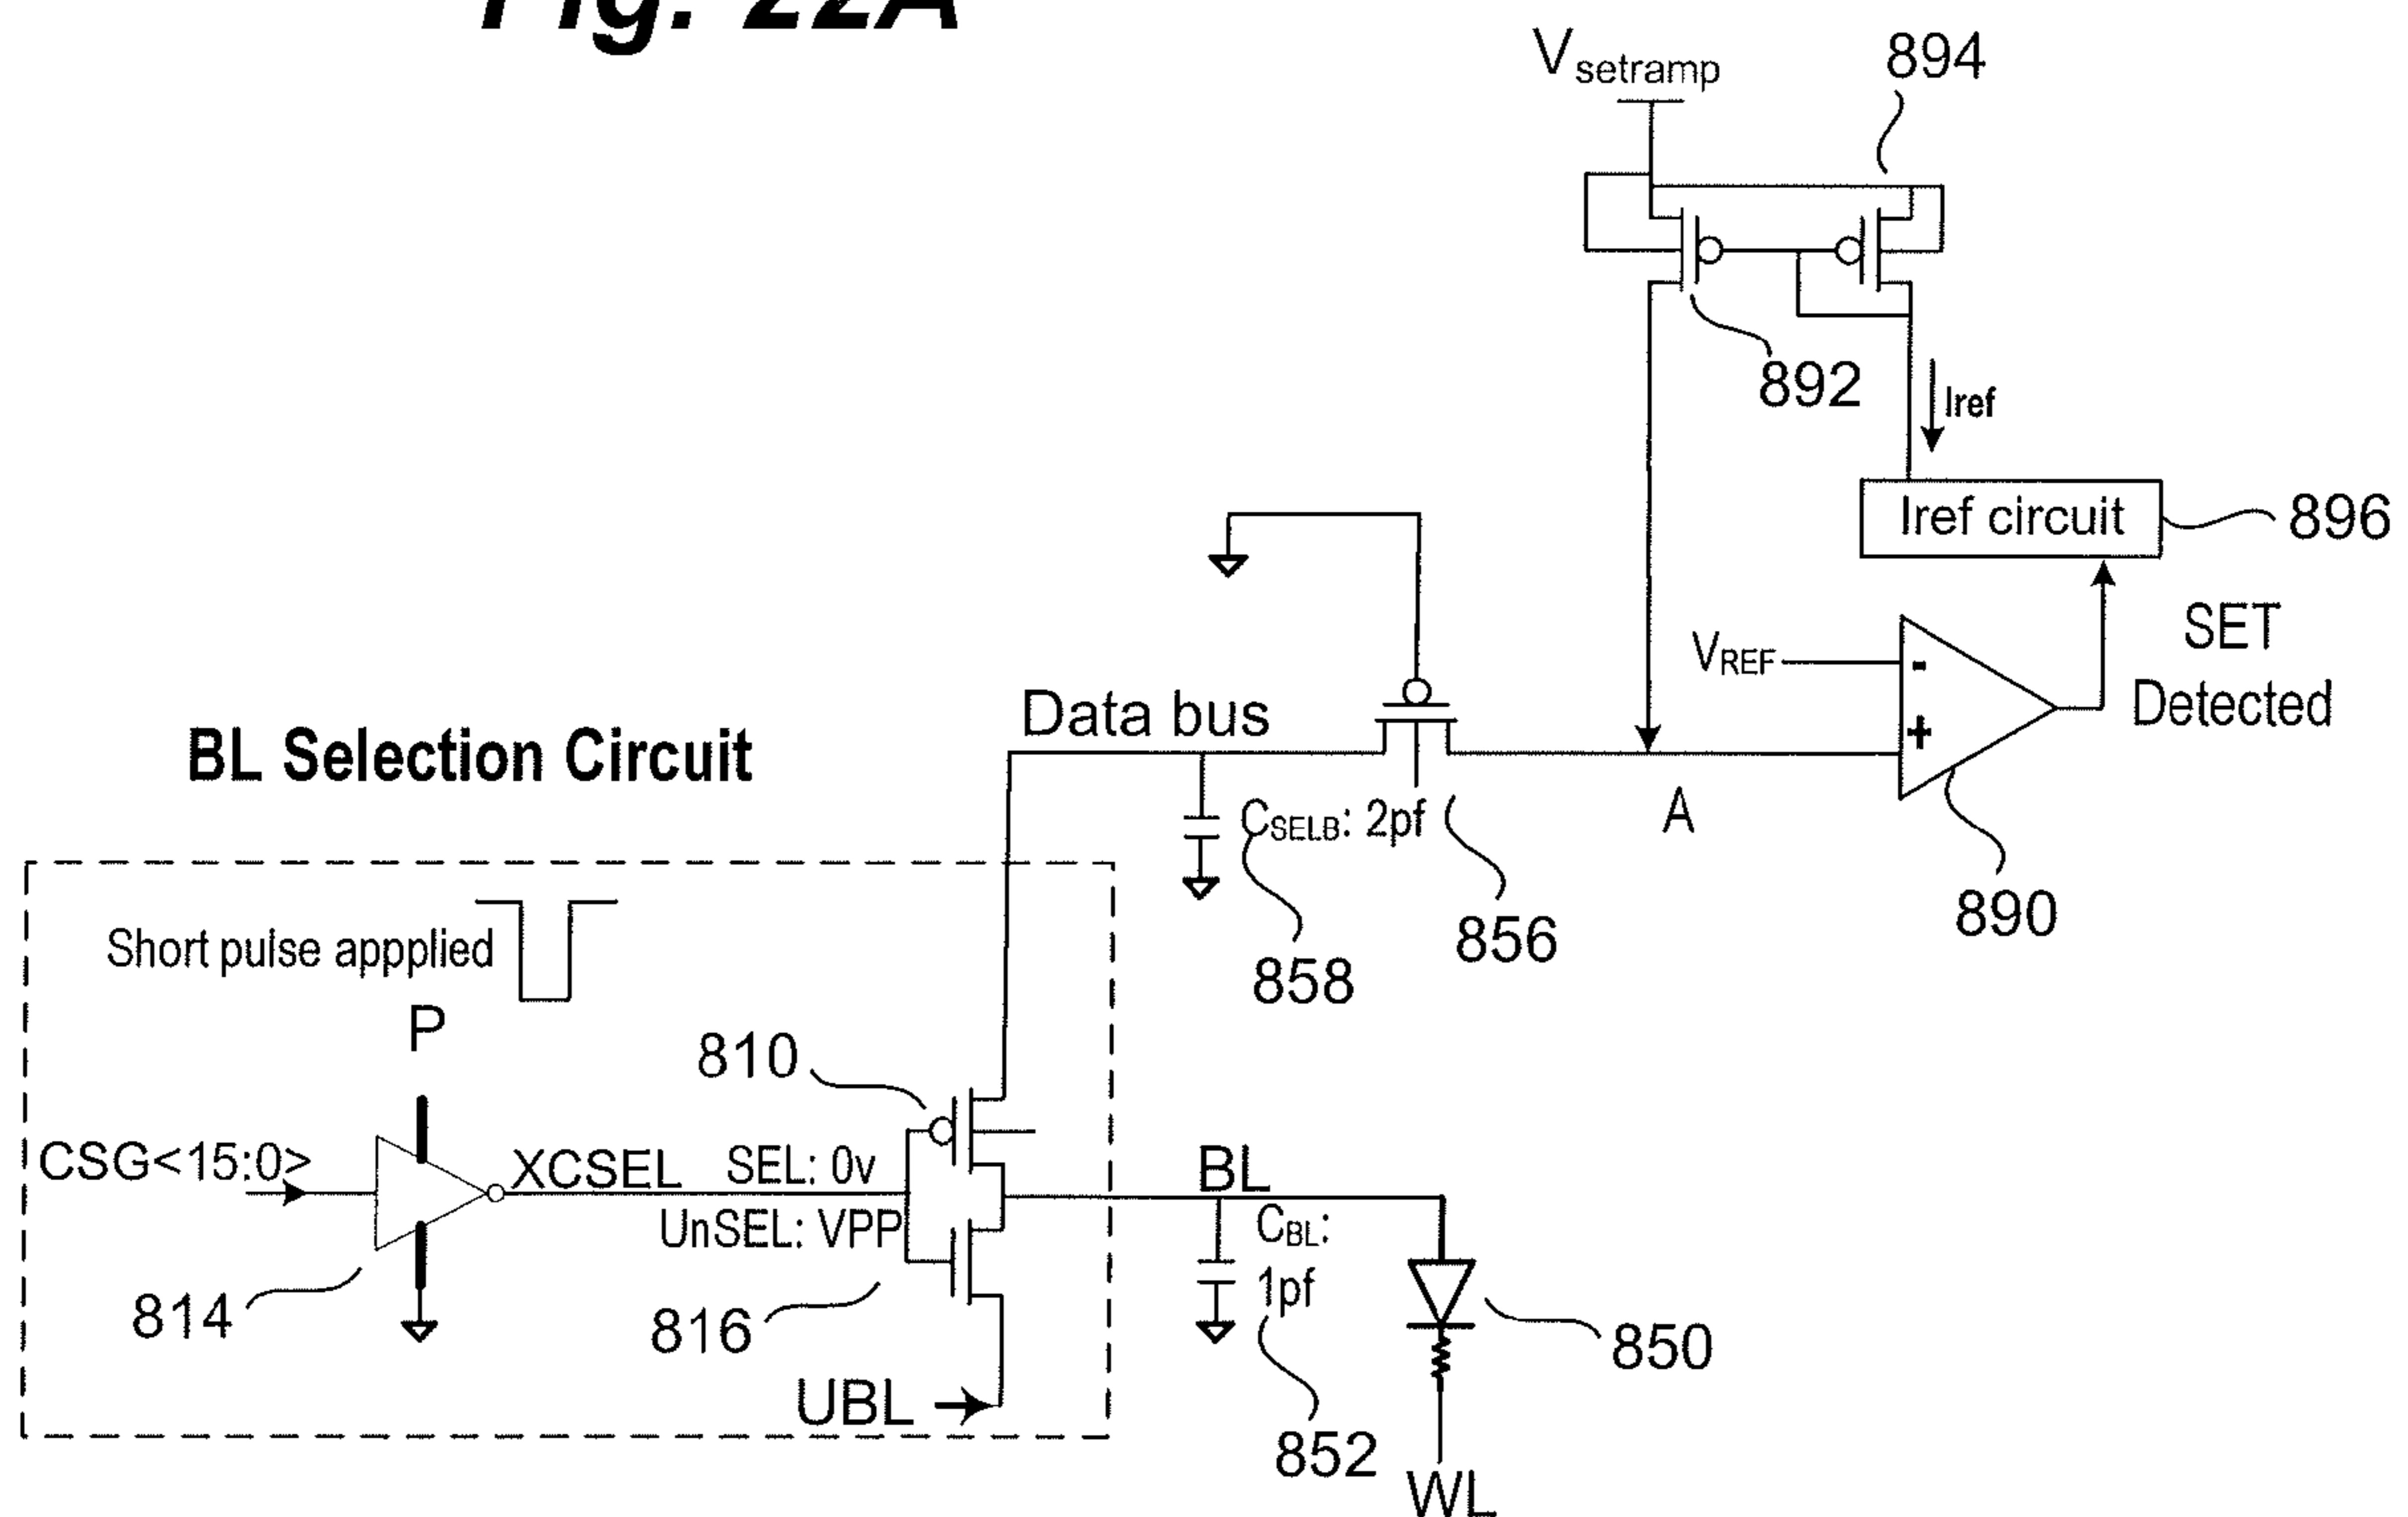 Fig. 22A
Vsetramp
894
892
Iref
Iref circuit
896
VREF
-
+
SET
Detected
Data bus
BL Selection Circuit
CSELB: 2pf
A
890
856
858
Short pulse appplied
P
810
CSG<15:0>
XCSEL
SEL: 0v
UnSEL: VPP
BL
CBL:
1pf
814
816
850
UBL
852
WL